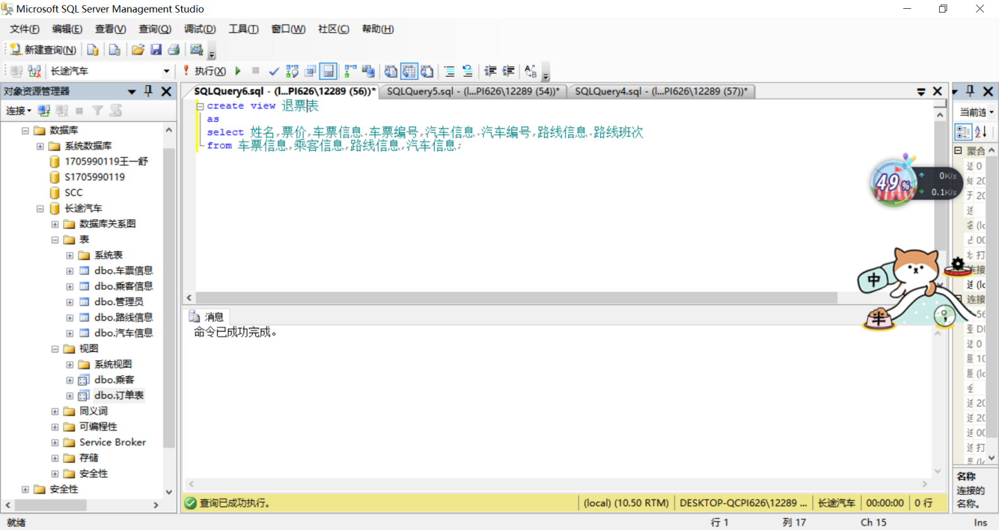 Microsoft SQL Server Management Studio
文件(F) 编辑(E) 查看(V) 查询(Q) 调试(D) 工具(T) 窗口(W) 社区(C) 帮助(H)
新建查询(N)
长途汽车 执行(X)
对象资源管理器
SQLQuery6.sql - (l...PI626\12289 (56))* SQLQuery5.sql - (l...PI626\12289 (54))* SQLQuery4.sql - (l...PI626\12289 (57))*
连接
数据库
系统数据库
1705990119王一舒
S1705990119
SCC
长途汽车
数据库关系图
表
系统表
dbo.车票信息
dbo.乘客信息
dbo.管理员
dbo.路线信息
dbo.汽车信息
视图
系统视图
dbo.乘客
dbo.订单表
同义词
可编程性
Service Broker
存储
安全性
安全性
create view 退票表
as
select 姓名,票价,车票信息.车票编号,汽车信息.汽车编号,路线信息.路线班次
from 车票信息,乘客信息,路线信息,汽车信息;
49%
0K/s
0.1K/s
中
半
消息
命令已成功完成。
当前连
聚合
连接
名称
连接的
名称。
查询已成功执行。 (local) (10.50 RTM) DESKTOP-QCPI626\12289 ... 长途汽车 00:00:00 0 行
就绪 行 1 列 17 Ch 15 Ins